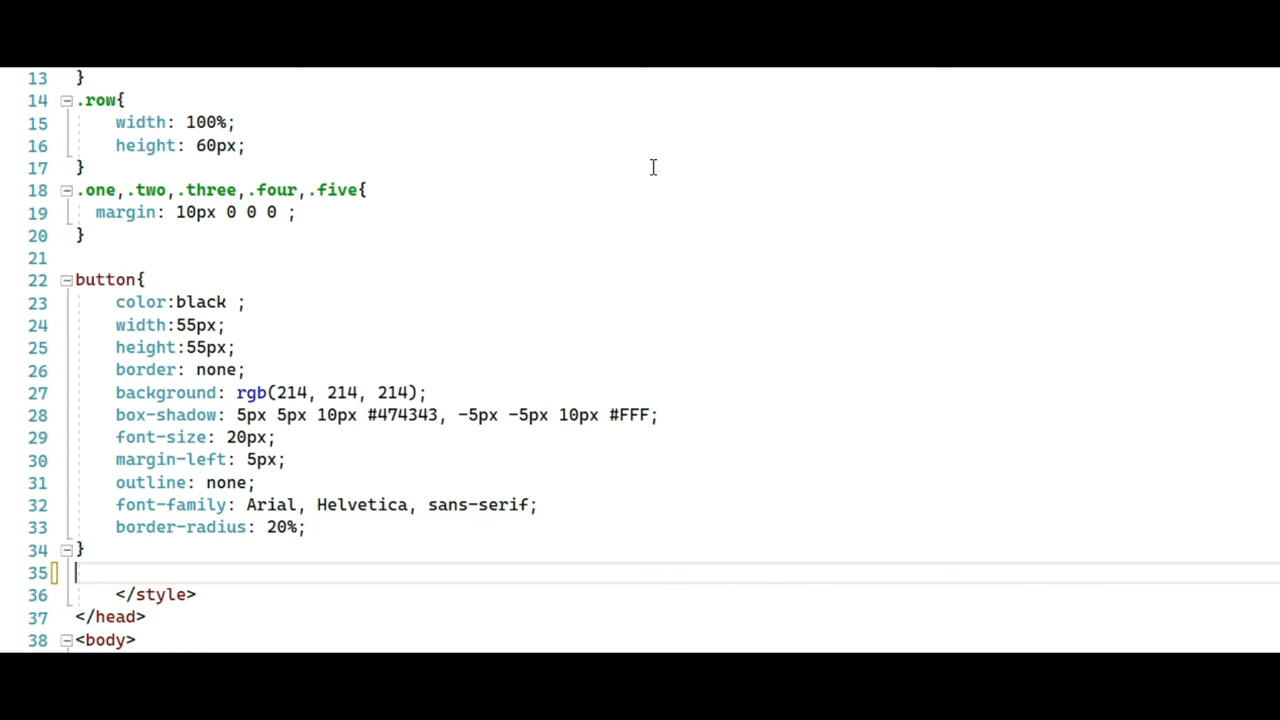 13 }
14 .row{
15 width: 100%;
16 height: 60px;
17 }
18 .one,.two,.three,.four,.five{
19 margin: 10px 0 0 0 ;
20 }
21
22 button{
23 color:black ;
24 width:55px;
25 height:55px;
26 border: none;
27 background: rgb(214, 214, 214);
28 box-shadow: 5px 5px 10px #474343, -5px -5px 10px #FFF;
29 font-size: 20px;
30 margin-left: 5px;
31 outline: none;
32 font-family: Arial, Helvetica, sans-serif;
33 border-radius: 20%;
34 }
35
36 </style>
37 </head>
38 <body>